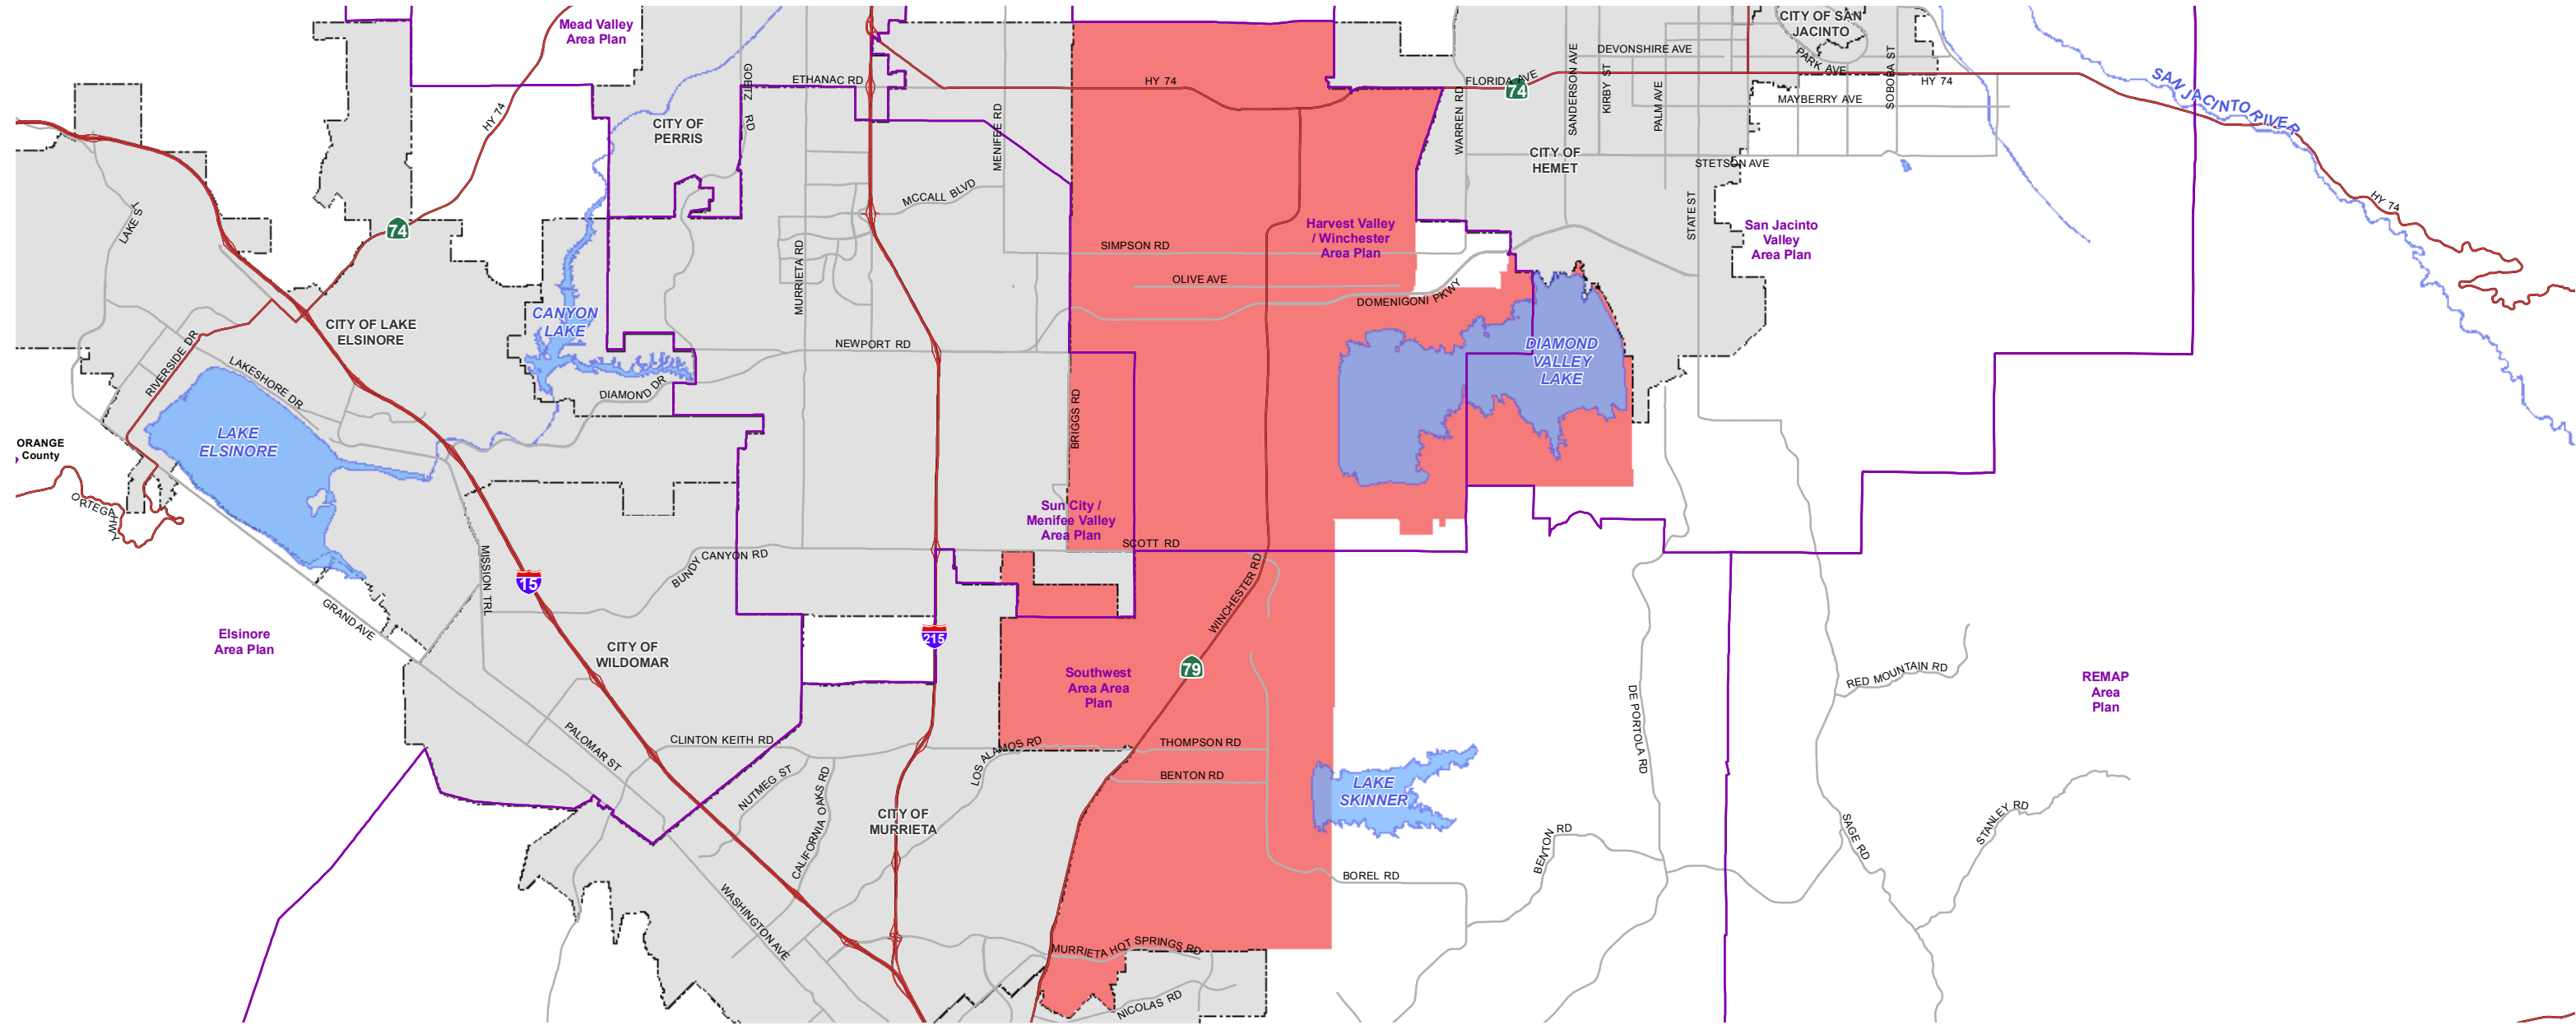 Mead Valley
Area Plan
CITY OF SAN
JACINTO
DEVONSHIRE AVE
PARK AVE
SOBOBA ST
SAN JACINTO RIVER
GOETZ RD
ETHANAC RD
HY 74
HY 74
FLORIDA AVE
74
HY 74
SANDERSON AVE
KIRBY ST
PALM AVE
MAYBERRY AVE
WARREN RD
MENIFEE RD
CITY OF
PERRIS
CITY OF
HEMET
STETSON AVE
STATE ST
HY 74
MCCALL BLVD
LAKE ST
74
Harvest Valley
/ Winchester
Area Plan
San Jacinto
Valley
Area Plan
SIMPSON RD
MURRIETA RD
OLIVE AVE
DOMENIGONI PKWY
CANYON
LAKE
CITY OF LAKE
ELSINORE
RIVERSIDE DR
NEWPORT RD
DIAMOND
VALLEY
LAKE
LAKESHORE DR
DIAMOND DR
BRIGGS RD
LAKE
ELSINORE
ORANGE
County
ORTEGA HWY
Sun City /
Menifee Valley
Area Plan
SCOTT RD
BUNDY CANYON RD
MISSION TRL
15
GRAND AVE
WINCHESTER RD
Elsinore
Area Plan
215
CITY OF
WILDOMAR
79
Southwest
Area Area
Plan
RED MOUNTAIN RD
REMAP
Area
Plan
DE PORTOLA RD
PALOMAR ST
CLINTON KEITH RD
LOS ALAMOS RD
THOMPSON RD
BENTON RD
NUTMEG ST
CALIFORNIA OAKS RD
LAKE
SKINNER
CITY OF
MURRIETA
BENTON RD
SAGE RD
STANLEY RD
BOREL RD
WASHINGTON AVE
MURRIETA HOT SPRINGS RD
NICOLAS RD